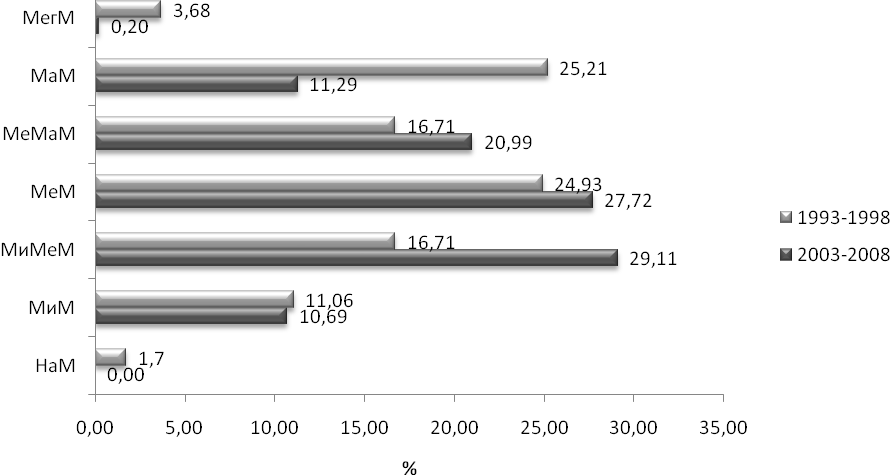 МегМ
3,68
0,20
МаМ
25,21
11,29
МеМаМ
16,71
20,99
МеМ
24,93
27,72
МиМеМ
16,71
29,11
МиМ
11,06
10,69
НаМ
1,7
0,00
1993-1998
2003-2008
0,00 5,00 10,00 15,00 20,00 25,00 30,00 35,00
%